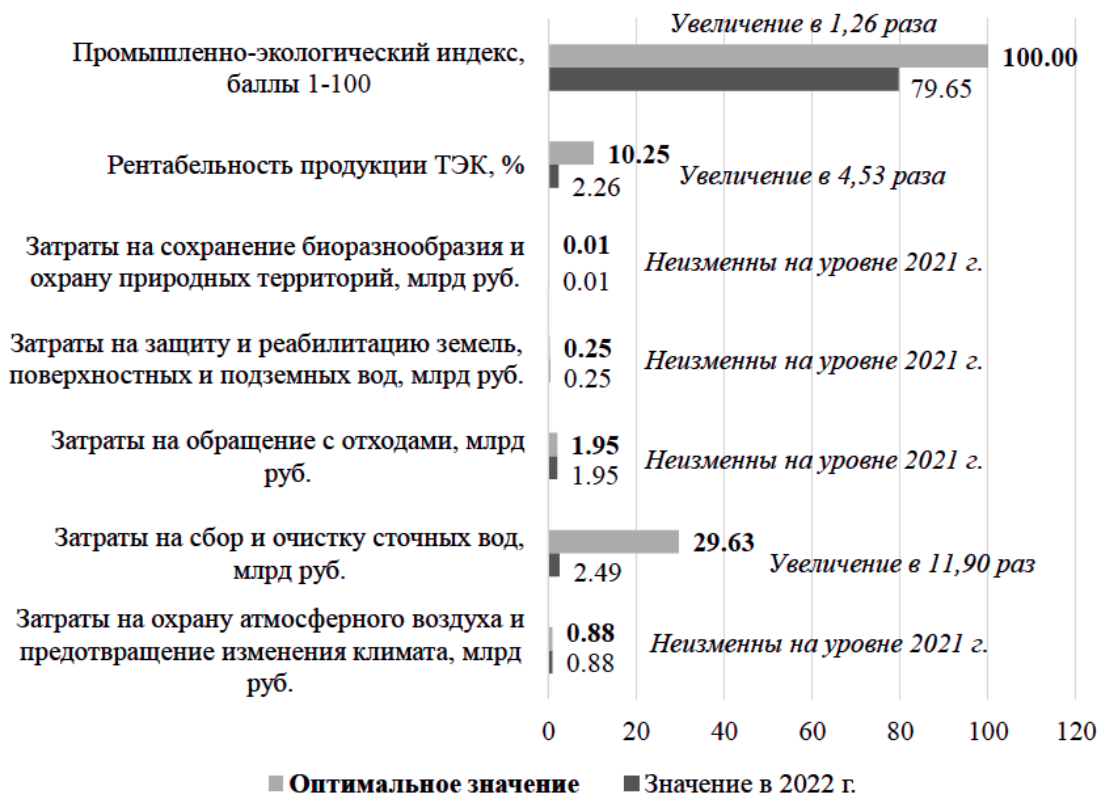 Увеличение в 1,26 раза
Промышленно-экологический индекс,
баллы 1-100
100.00
79.65
Рентабельность продукции ТЭК, %
10.25
2.26
Увеличение в 4,53 раза
Затраты на сохранение биоразнообразия и
охрану природных территорий, млрд руб.
0.01
0.01
Неизменны на уровне 2021 г.
Затраты на защиту и реабилитацию земель,
поверхностных и подземных вод, млрд руб.
0.25
0.25
Неизменны на уровне 2021 г.
Затраты на обращение с отходами, млрд
руб.
1.95
1.95
Неизменны на уровне 2021 г.
Затраты на сбор и очистку сточных вод,
млрд руб.
29.63
2.49
Увеличение в 11,90 раз
Затраты на охрану атмосферного воздуха и
предотвращение изменения климата, млрд
руб.
0.88
0.88
Неизменны на уровне 2021 г.
0 20 40 60 80 100 120
Оптимальное значение Значение в 2022 г.